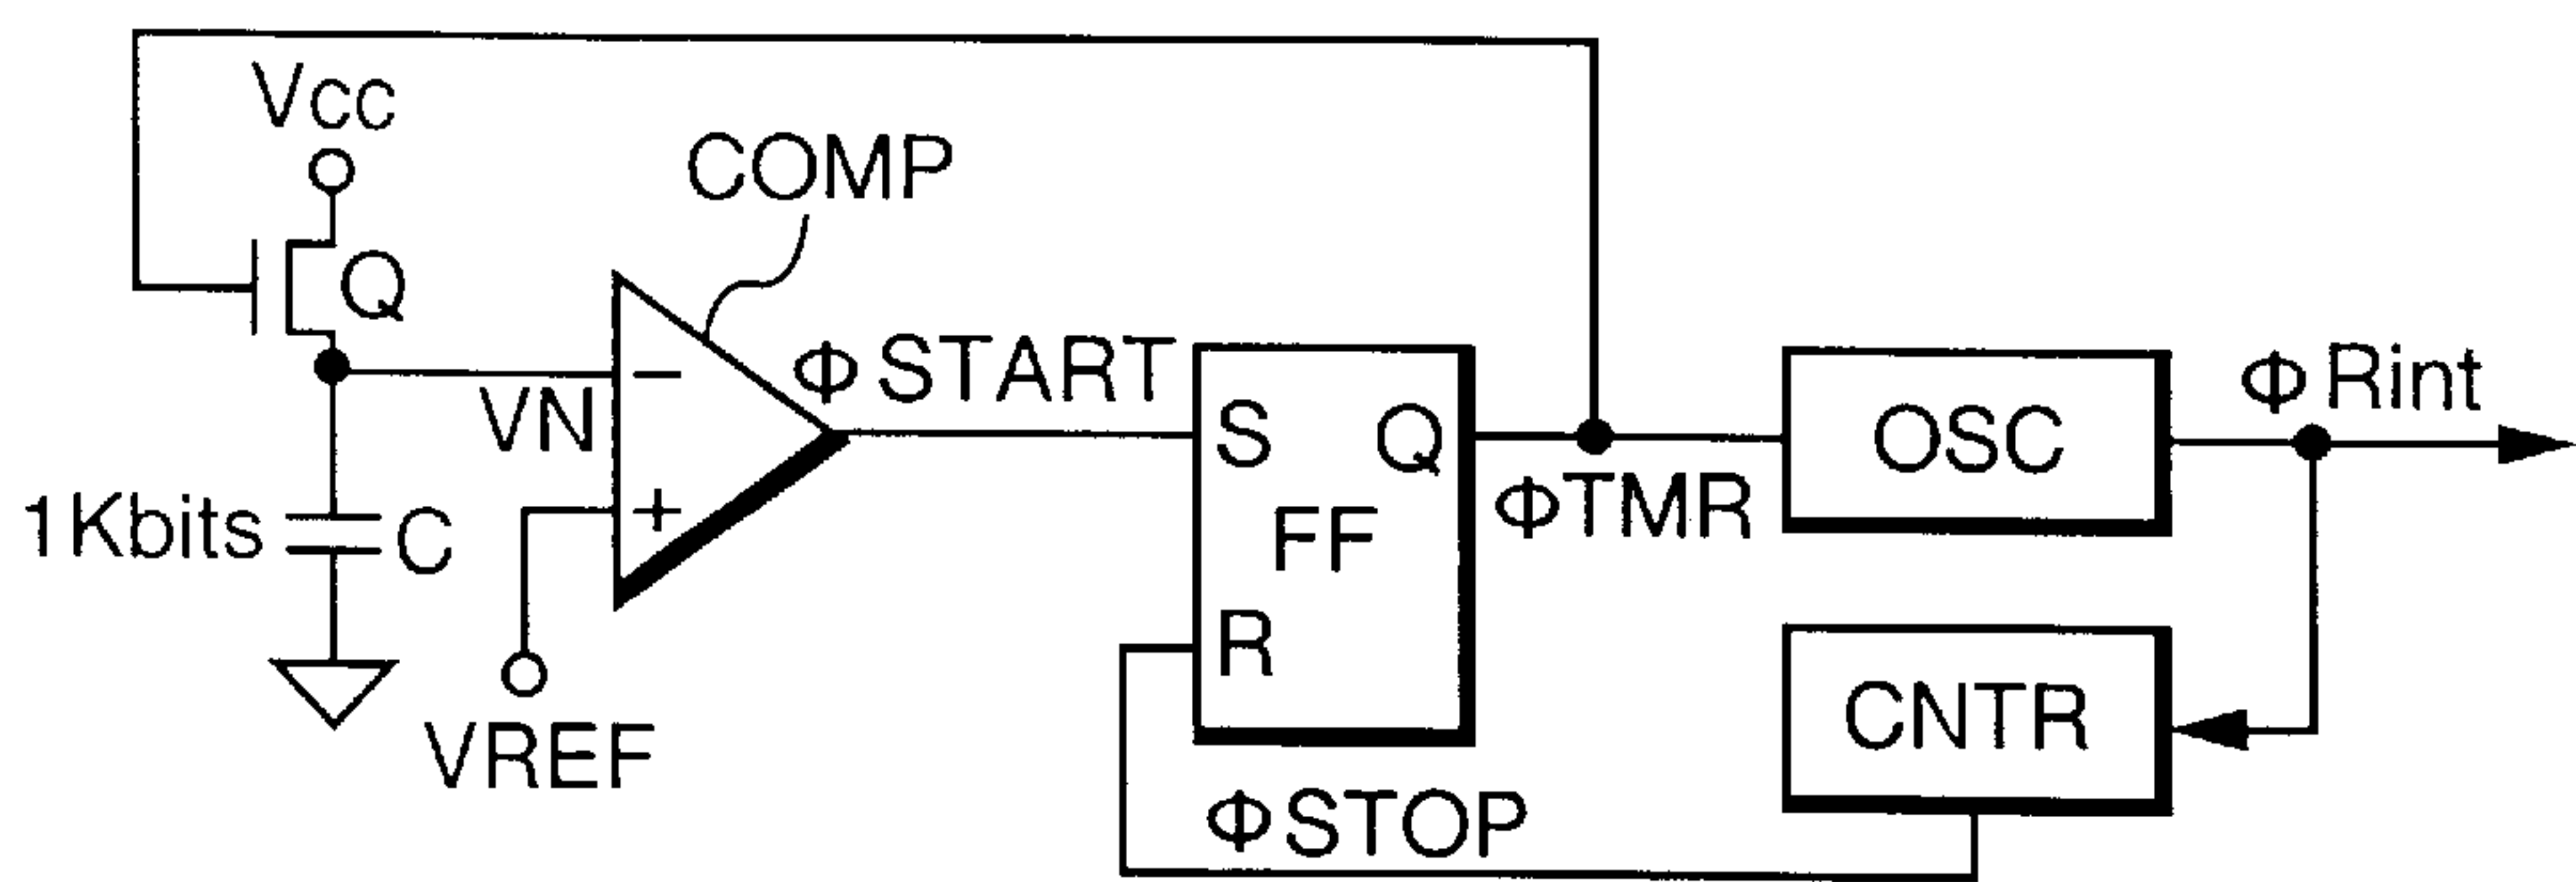 Vcc
COMP
Q
ΦSTART
ΦRint
VN
−
S
Q
OSC
1Kbits
C
+
FF
ΦTMR
R
CNTR
VREF
ΦSTOP